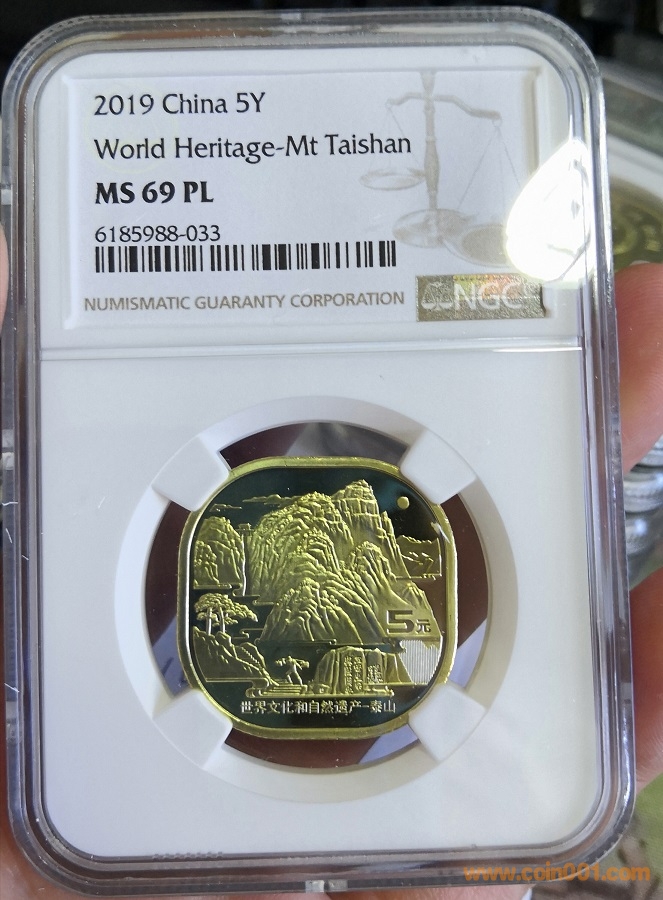 2019 China 5Y
World Heritage-Mt Taishan
MS 69 PL
6185988-033
NUMISMATIC GUARANTY CORPORATION
NGC
5元
世界文化和自然遗产-泰山
www.coin001.com